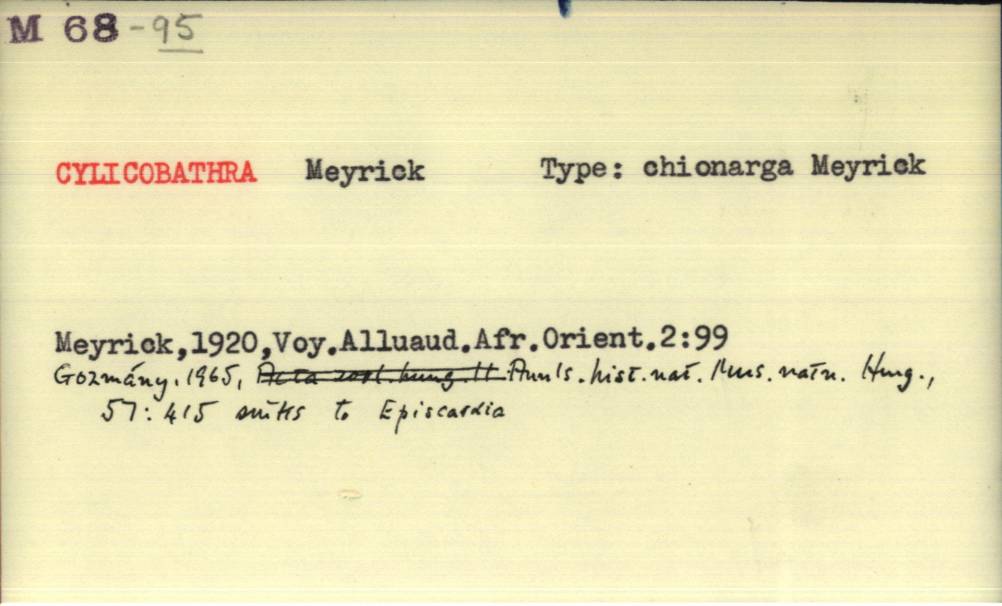 M 68-95
CYLICOBATHRA Meyrick Type: chionarga Meyrick
Meyrick,1920,Voy.Alluaud.Afr.Orient.2:99
Gozmány, 1965, Acta zool. hung. 11 Annls. hist. nat. Mus. natn. Hung.,
57: 415 sinks to Episcardia